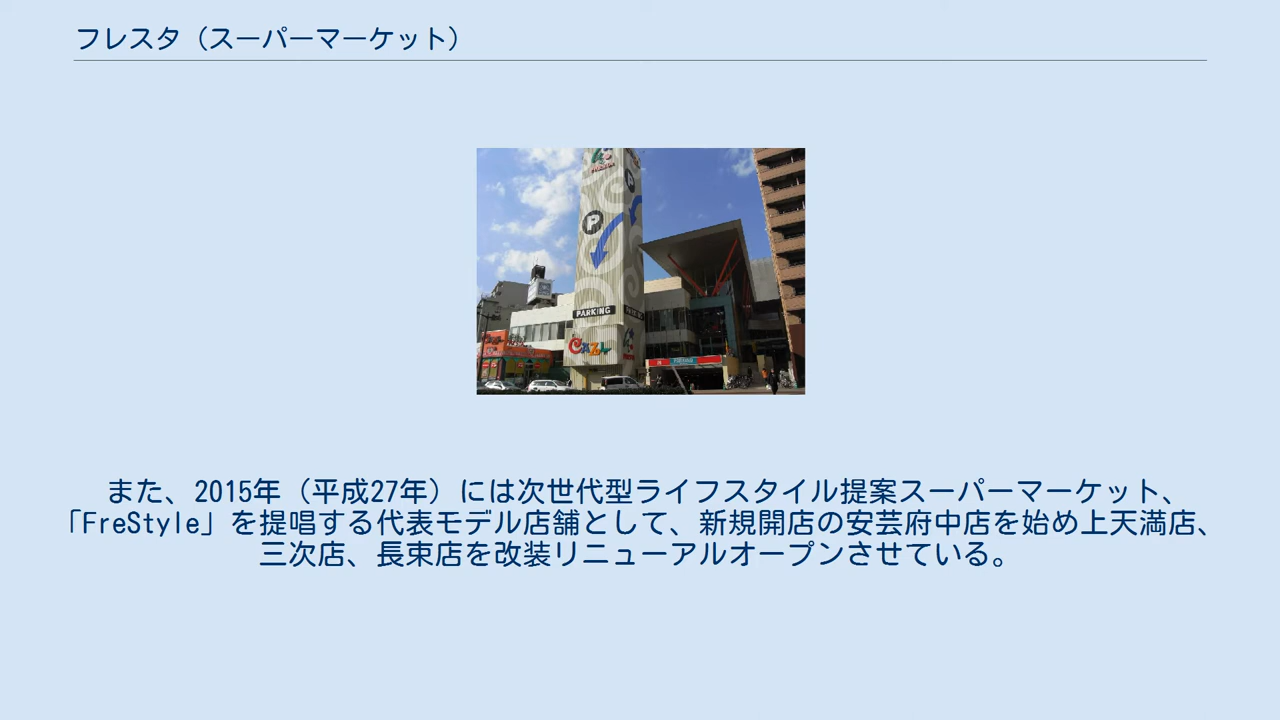 フレスタ（スーパーマーケット）
P
P
PARKING
また、2015年（平成27年）には次世代型ライフスタイル提案スーパーマーケット、
「FreStyle」を提唱する代表モデル店舗として、新規開店の安芸府中店を始め上天満店、
三次店、長束店を改装リニューアルオープンさせている。